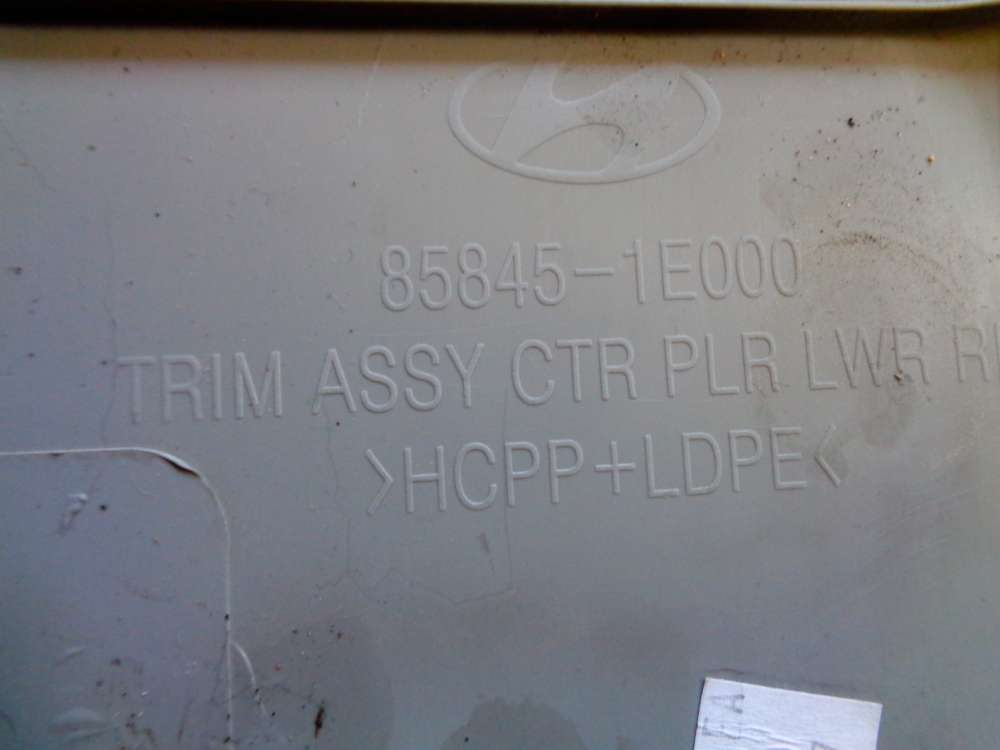 85845-1E000
TRIM ASSY CTR PLR LWR
>HCPP+LDPE<